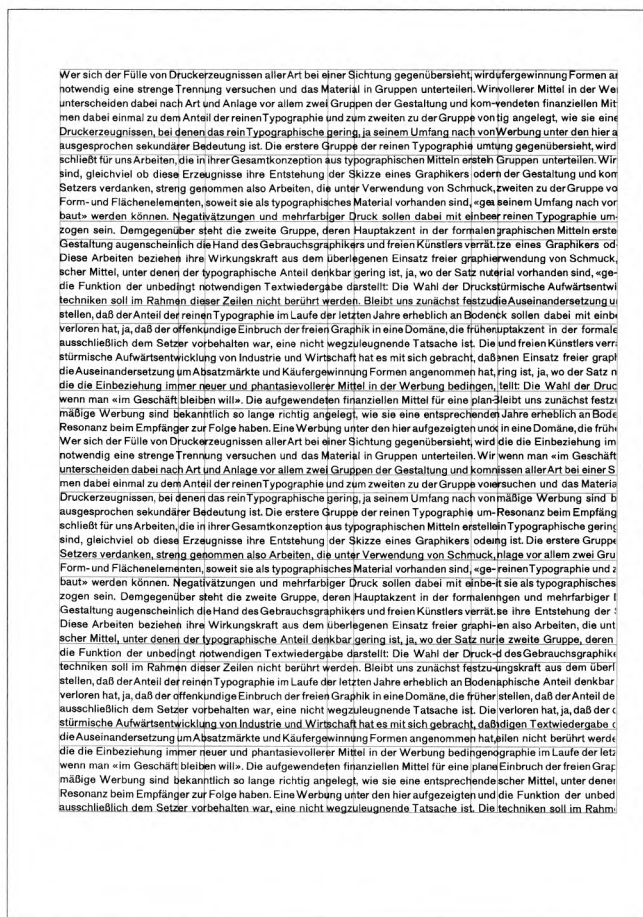 Wer sich der Fülle von Druckerzeugnissen aller Art bei einer Sichtung gegenübersieht, wird ufergewinnung Formen an
notwendig eine strenge Trennung versuchen und das Material in Gruppen unterteilen. Wir nvollerer Mittel in der We
unterscheiden dabei nach Art und Anlage vor allem zwei Gruppen der Gestaltung und kom-vendeten finanziellen Mit
men dabei einmal zu dem Anteil der reinen Typographie und zum zweiten zu der Gruppe von tig angelegt, wie sie eine
Druckerzeugnissen, bei denen das rein Typographische gering, ja seinem Umfang nach von Werbung unter den hier a
ausgesprochen sekundärer Bedeutung ist. Die erstere Gruppe der reinen Typographie umtung gegenübersieht, wird
schließt für uns Arbeiten, die in ihrer Gesamtkonzeption aus typographischen Mitteln ersteln Gruppen unterteilen. Wir
sind, gleichviel ob diese Erzeugnisse ihre Entstehung der Skizze eines Graphikers odern der Gestaltung und kom
Setzers verdanken, streng genommen also Arbeiten, die unter Verwendung von Schmuck, zweiten zu der Gruppe vo
Form- und Flächenelementen, soweit sie als typographisches Material vorhanden sind, «gea seinem Umfang nach vor
baut» werden können. Negativätzungen und mehrfarbiger Druck sollen dabei mit einbeer reinen Typographie um-
zogen sein. Demgegenüber steht die zweite Gruppe, deren Hauptakzent in der formalen graphischen Mitteln erste
Gestaltung augenscheinlich die Hand des Gebrauchsgraphikers und freien Künstlers verrät. tze eines Graphikers od
Diese Arbeiten beziehen ihre Wirkungskraft aus dem überlegenen Einsatz freier graphierwendung von Schmuck,
scher Mittel, unter denen der typographische Anteil denkbar gering ist, ja, wo der Satz nuterial vorhanden sind, «ge-
die Funktion der unbedingt notwendigen Textwiedergabe darstellt: Die Wahl der Druckstürmische Aufwärtsentwi
techniken soll im Rahmen dieser Zeilen nicht berührt werden. Bleibt uns zunächst festzudie Auseinandersetzung u
stellen, daß der Anteil der reinen Typographie im Laufe der letzten Jahre erheblich an Bodenck sollen dabei mit einbe
verloren hat, ja, daß der offenkundige Einbruch der freien Graphik in eine Domäne, die früheruptakzent in der formale
ausschließlich dem Setzer vorbehalten war, eine nicht wegzuleugnende Tatsache ist. Die und freien Künstlers verr
stürmische Aufwärtsentwicklung von Industrie und Wirtschaft hat es mit sich gebracht, daß nen Einsatz freier grapl
die Auseinandersetzung um Absatzmärkte und Käufergewinnung Formen angenommen hat, ring ist, ja, wo der Satz n
die die Einbeziehung immer neuer und phantasievollerer Mittel in der Werbung bedingen, tellt: Die Wahl der Druc
wenn man «im Geschäft bleiben will». Die aufgewendeten finanziellen Mittel für eine plan-leibt uns zunächst festz
mäßige Werbung sind bekanntlich so lange richtig angelegt, wie sie eine entsprechenden Jahre erheblich an Bode
Resonanz beim Empfänger zur Folge haben. Eine Werbung unter den hier aufgezeigten und in eine Domäne, die früh
Wer sich der Fülle von Druckerzeugnissen aller Art bei einer Sichtung gegenübersieht, wird die die Einbeziehung im
notwendig eine strenge Trennung versuchen und das Material in Gruppen unterteilen. Wir wenn man «im Geschäft
unterscheiden dabei nach Art und Anlage vor allem zwei Gruppen der Gestaltung und komnissen aller Art bei einer S
men dabei einmal zu dem Anteil der reinen Typographie und zum zweiten zu der Gruppe voersuchen und das Materia
Druckerzeugnissen, bei denen das rein Typographische gering, ja seinem Umfang nach von mäßige Werbung sind b
ausgesprochen sekundärer Bedeutung ist. Die erstere Gruppe der reinen Typographie um-Resonanz beim Empfäng
schließt für uns Arbeiten, die in ihrer Gesamtkonzeption aus typographischen Mitteln erstellein Typographische gering
sind, gleichviel ob diese Erzeugnisse ihre Entstehung der Skizze eines Graphikers odeing ist. Die erstere Gruppe
Setzers verdanken, streng genommen also Arbeiten, die unter Verwendung von Schmuck, nlage vor allem zwei Gru
Form- und Flächenelementen, soweit sie als typographisches Material vorhanden sind, «ge-reinen Typographie und z
baut» werden können. Negativätzungen und mehrfarbiger Druck sollen dabei mit einbe-it sie als typographisches
zogen sein. Demgegenüber steht die zweite Gruppe, deren Hauptakzent in der formalenngen und mehrfarbiger
Gestaltung augenscheinlich die Hand des Gebrauchsgraphikers und freien Künstlers verrät. se ihre Entstehung der
Diese Arbeiten beziehen ihre Wirkungskraft aus dem überlegenen Einsatz freier graphi-en also Arbeiten, die unt
scher Mittel, unter denen der typographische Anteil denkbar gering ist, ja, wo der Satz nurie zweite Gruppe, deren
die Funktion der unbedingt notwendigen Textwiedergabe darstellt: Die Wahl der Druck-d des Gebrauchsgraphike
techniken soll im Rahmen dieser Zeilen nicht berührt werden. Bleibt uns zunächst festzu-ungskraft aus dem überl
stellen, daß der Anteil der reinen Typographie im Laufe der letzten Jahre erheblich an Bodenaphische Anteil denkbar
verloren hat, ja, daß der offenkundige Einbruch der freien Graphik in eine Domäne, die früher stellen, daß der Anteil de
ausschließlich dem Setzer vorbehalten war, eine nicht wegzuleugnende Tatsache ist. Die verloren hat, ja, daß der
stürmische Aufwärtsentwicklung von Industrie und Wirtschaft hat es mit sich gebracht, daßndigen Textwiedergabe
die Auseinandersetzung um Absatzmärkte und Käufergewinnung Formen angenommen hat, eilen nicht berührt werde
die die Einbeziehung immer neuer und phantasievollerer Mittel in der Werbung bedingenographie im Laufe der letz
wenn man «im Geschäft bleiben will». Die aufgewendeten finanziellen Mittel für eine plane Einbruch der freien Grap
mäßige Werbung sind bekanntlich so lange richtig angelegt, wie sie eine entsprechende scher Mittel, unter dener
Resonanz beim Empfänger zur Folge haben. Eine Werbung unter den hier aufgezeigten und die Funktion der unbed
ausschließlich dem Setzer vorbehalten war, eine nicht wegzuleugnende Tatsache ist. Die techniken soll im Rahm